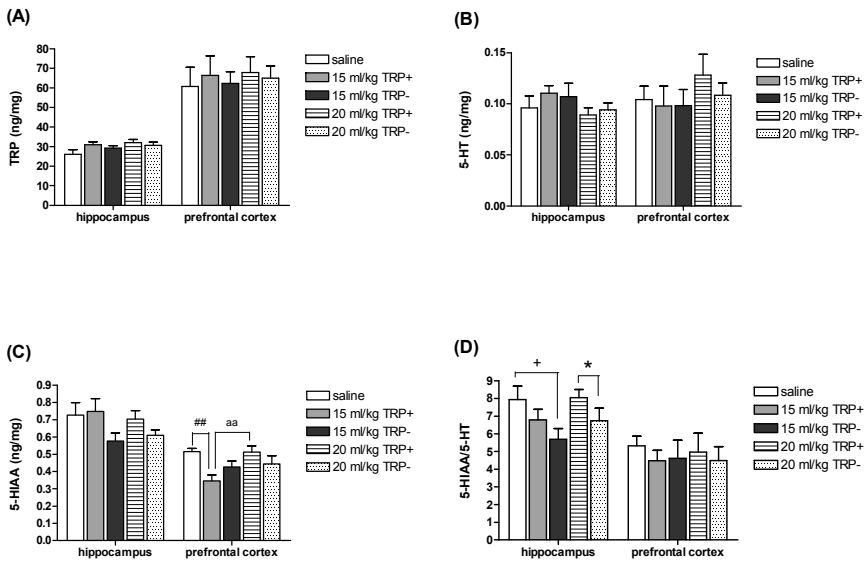 (A)
TRP (ng/mg)
80
70
60
50
40
30
20
10
0
hippocampus prefrontal cortex
saline
15 ml/kg TRP+
15 ml/kg TRP-
20 ml/kg TRP+
20 ml/kg TRP-
(B)
5-HT (ng/mg)
0.15
0.10
0.05
0.00
hippocampus prefrontal cortex
saline
15 ml/kg TRP+
15 ml/kg TRP-
20 ml/kg TRP+
20 ml/kg TRP-
(C)
5-HIAA (ng/mg)
0.9
0.8
0.7
0.6
0.5
0.4
0.3
0.2
0.1
0.0
## aa
hippocampus prefrontal cortex
saline
15 ml/kg TRP+
15 ml/kg TRP-
20 ml/kg TRP+
20 ml/kg TRP-
(D)
5-HIAA/5-HT
9
8
7
6
5
4
3
2
1
0
+ *
hippocampus prefrontal cortex
saline
15 ml/kg TRP+
15 ml/kg TRP-
20 ml/kg TRP+
20 ml/kg TRP-